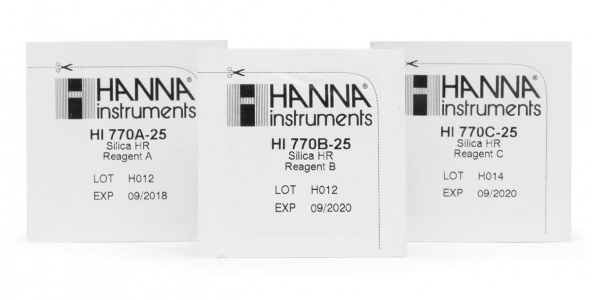 HANNA®
instruments
HI 770A-25
Silica HR
Reagent A
LOT H012
EXP 09/2018
HANNA®
instruments
HI 770B-25
Silica HR
Reagent B
LOT H012
EXP 09/2020
HANNA®
instruments
HI 770C-25
Silica HR
Reagent C
LOT H014
EXP 09/2020